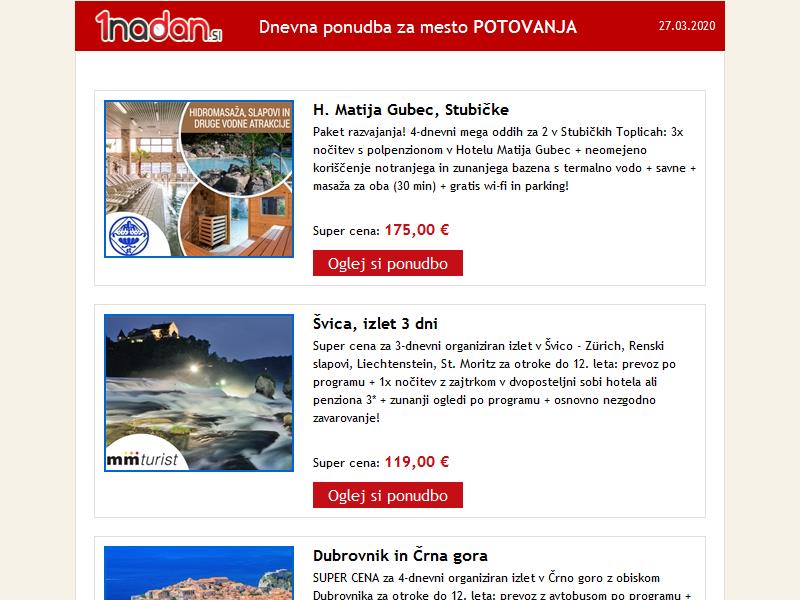 1nadan.si
Dnevna ponudba za mesto POTOVANJA
27.03.2020
HIDROMASAŽA, SLAPOVI IN
DRUGE VODNE ATRAKCIJE
H. Matija Gubec, Stubičke
Paket razvajanja! 4-dnevni mega oddih za 2 v Stubičkih Toplicah: 3x
nočitev s polpenzionom v Hotelu Matija Gubec + neomejeno
koriščenje notranjega in zunanjega bazena s termalno vodo + savne +
masaža za oba (30 min) + gratis wi-fi in parking!
Super cena: 175,00 €
Oglej si ponudbo
mmturist
Švica, izlet 3 dni
Super cena za 3-dnevni organiziran izlet v Švico - Zürich, Renski
slapovi, Liechtenstein, St. Moritz za otroke do 12. leta: prevoz po
programu + 1x nočitev z zajtrkom v dvoposteljni sobi hotela ali
penziona 3* + zunanji ogledi po programu + osnovno nezgodno
zavarovanje!
Super cena: 119,00 €
Oglej si ponudbo
Dubrovnik in Črna gora
SUPER CENA za 4-dnevni organiziran izlet v Črno goro z obiskom
Dubrovnika za otroke do 12. leta: prevoz z avtobusom po programu +